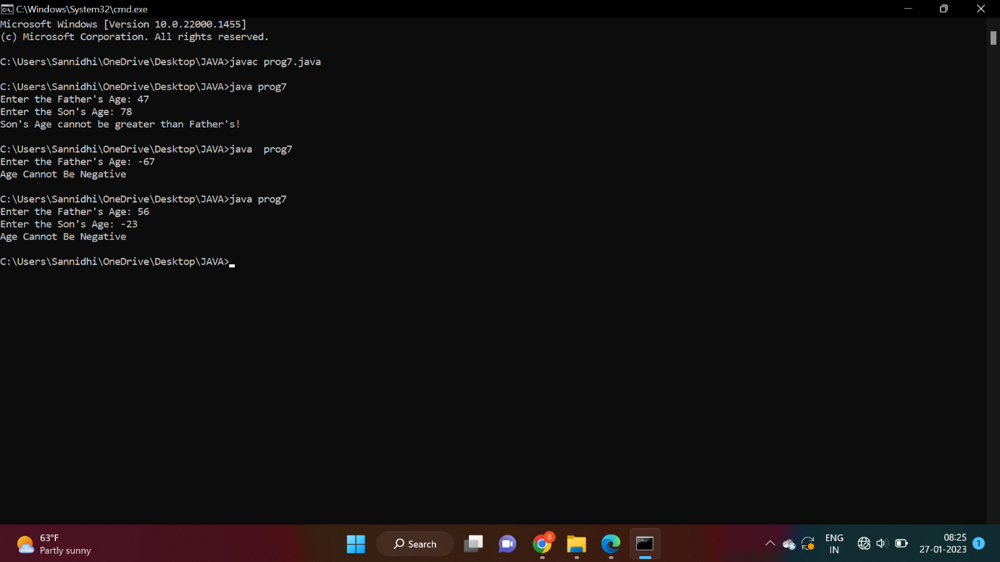 C:\Windows\System32\cmd.exe
Microsoft Windows [Version 10.0.22000.1455]
(c) Microsoft Corporation. All rights reserved.
C:\Users\Sannidhi\OneDrive\Desktop\JAVA>javac prog7.java
C:\Users\Sannidhi\OneDrive\Desktop\JAVA>java prog7
Enter the Father's Age: 47
Enter the Son's Age: 78
Son's Age cannot be greater than Father's!
C:\Users\Sannidhi\OneDrive\Desktop\JAVA>java  prog7
Enter the Father's Age: -67
Age Cannot Be Negative
C:\Users\Sannidhi\OneDrive\Desktop\JAVA>java prog7
Enter the Father's Age: 56
Enter the Son's Age: -23
Age Cannot Be Negative
C:\Users\Sannidhi\OneDrive\Desktop\JAVA>
63°F
Partly sunny
Search
S
ENG
IN
08:25
27-01-2023
1